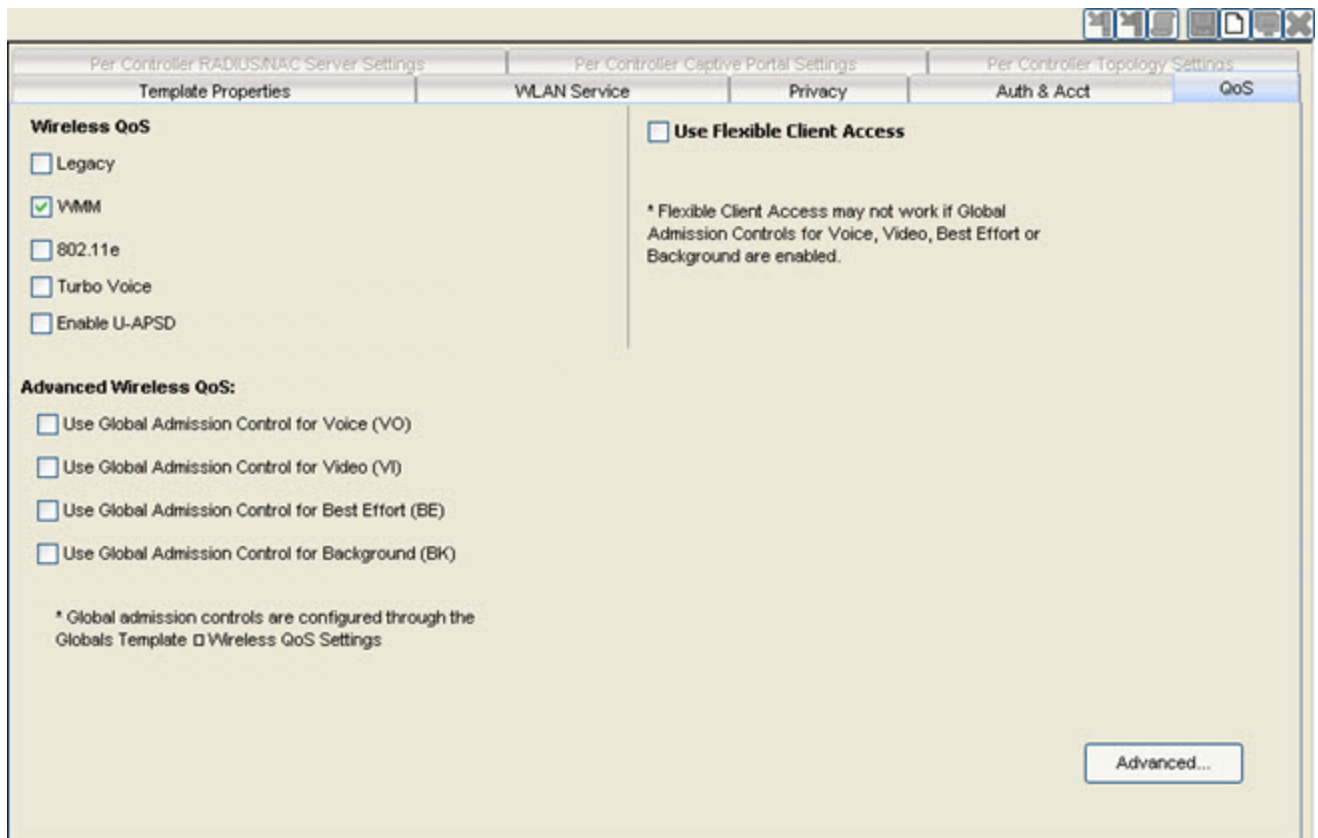 Per Controller RADIUS/NAC Server Settings
Per Controller Captive Portal Settings
Per Controller Topology Settings
Template Properties
WLAN Service
Privacy
Auth & Acct
QoS
Wireless QoS
Legacy
WMM
802.11e
Turbo Voice
Enable U-APSD
Use Flexible Client Access
* Flexible Client Access may not work if Global
Admission Controls for Voice, Video, Best Effort or
Background are enabled.
Advanced Wireless QoS:
Use Global Admission Control for Voice (VO)
Use Global Admission Control for Video (VI)
Use Global Admission Control for Best Effort (BE)
Use Global Admission Control for Background (BK)
* Global admission controls are configured through the
Globals Template □ Wireless QoS Settings
Advanced...